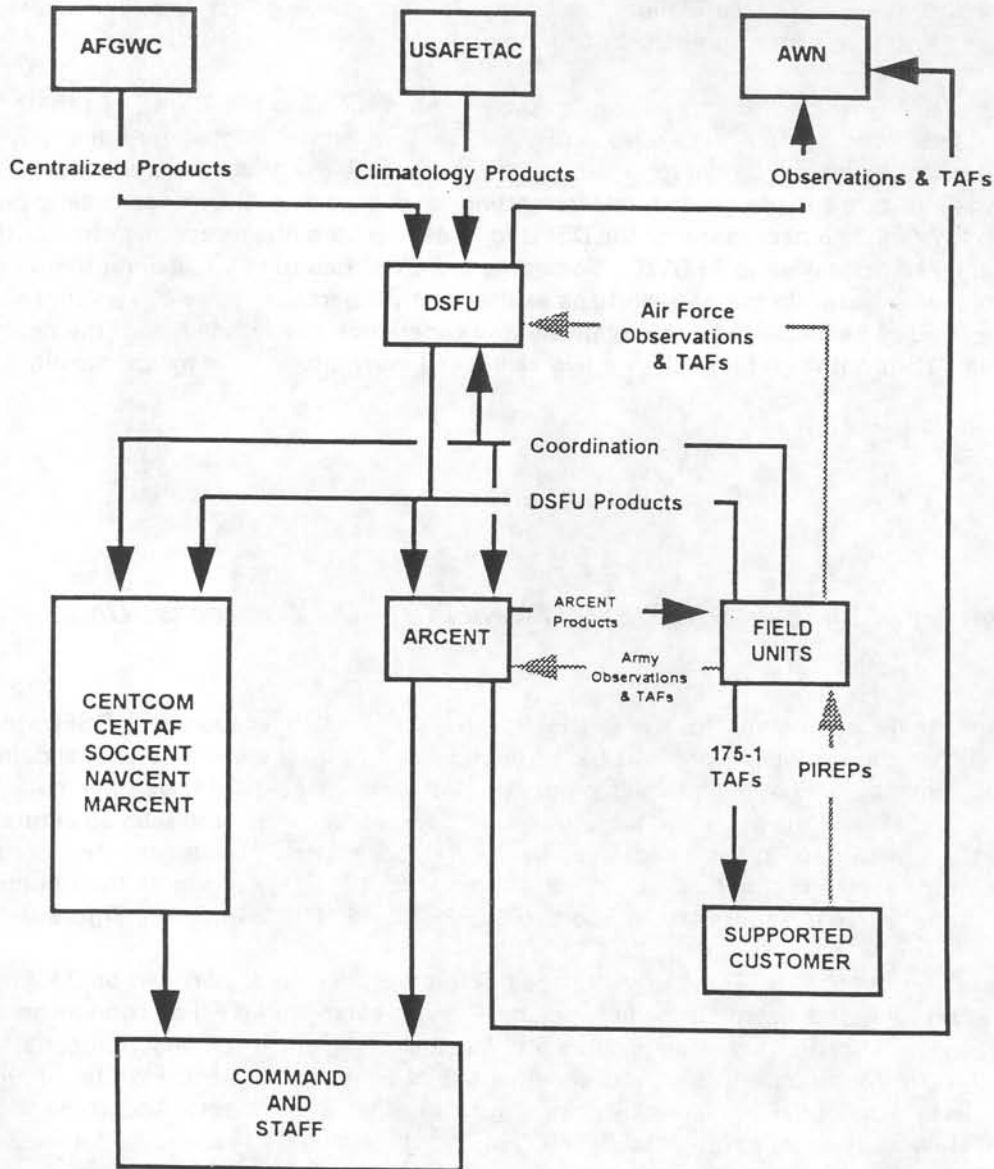 AFGWC
USAFETAC
AWN
Centralized Products
Climatology Products
Observations & TAFs
DSFU
Air Force
Observations
& TAFs
Coordination
DSFU Products
ARCENT
ARCENT
Products
FIELD
UNITS
Army
Observations
& TAFs
CENTCOM
CENTAF
SOCCENT
NAVCENT
MARCENT
175-1
TAFs
PIREPs
SUPPORTED
CUSTOMER
COMMAND
AND
STAFF